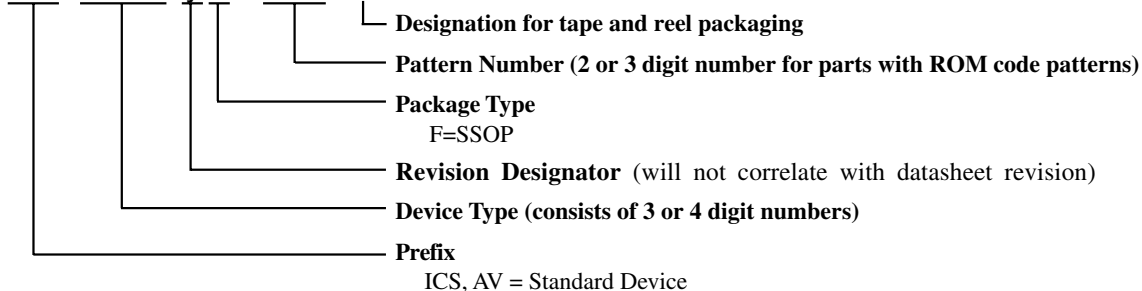 Designation for tape and reel packaging
Pattern Number (2 or 3 digit number for parts with ROM code patterns)
Package Type
F=SSOP
Revision Designator (will not correlate with datasheet revision)
Device Type (consists of 3 or 4 digit numbers)
Prefix
ICS, AV = Standard Device